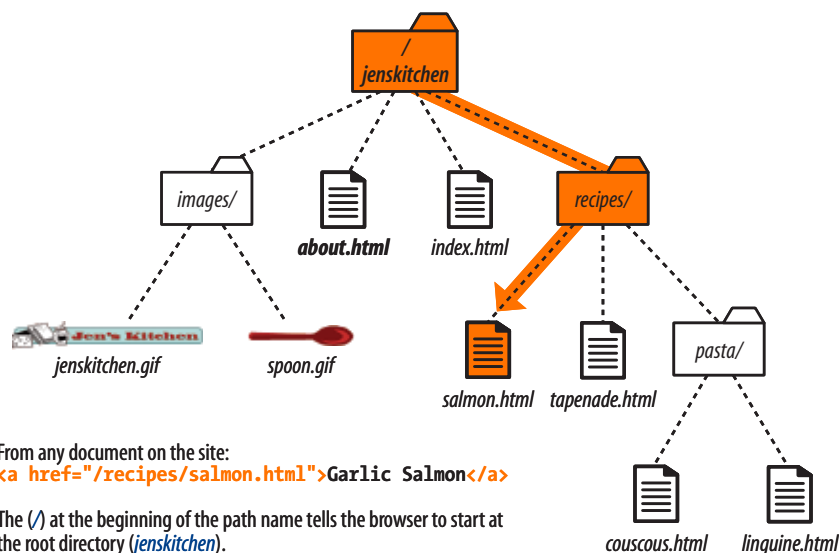 /
jenskitchen
images/
recipes/
about.html
index.html
Jen's Kitchen
jenskitchen.gif
spoon.gif
pasta/
salmon.html
tapenade.html
From any document on the site:
<a href="/recipes/salmon.html">Garlic Salmon</a>
The (/) at the beginning of the path name tells the browser to start at
the root directory (jenskitchen).
couscous.html
linguine.html